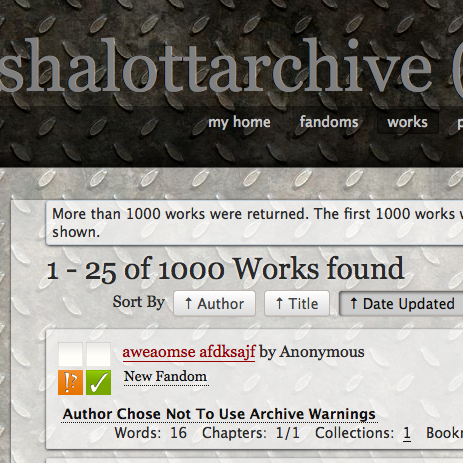 shalottarchive (
my home fandoms works
More than 1000 works were returned. The first 1000 works
shown.
1 - 25 of 1000 Works found
Sort By ↑ Author ↑ Title ↑ Date Updated
aweaomse afdksajf by Anonymous
New Fandom
!? ✓
Author Chose Not To Use Archive Warnings
Words: 16 Chapters: 1/1 Collections: 1